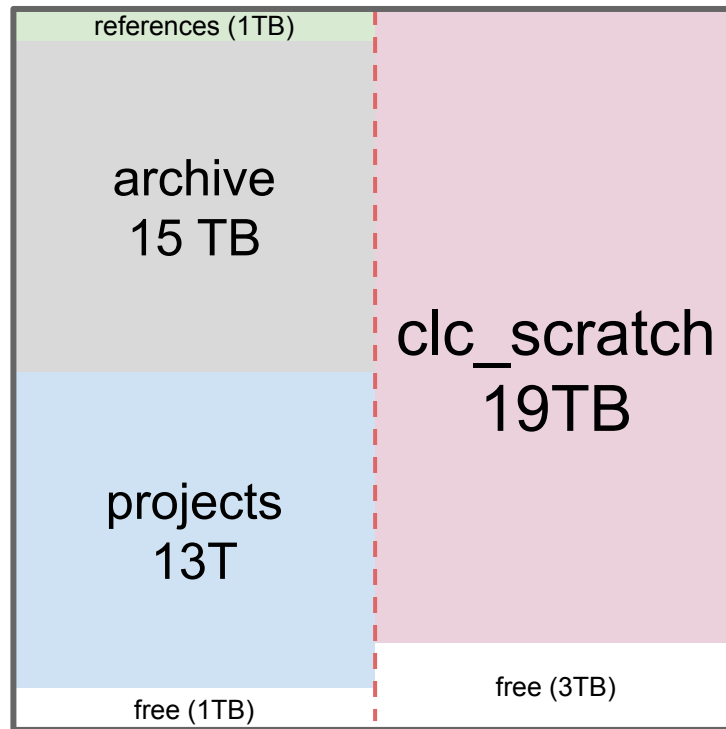 references (1TB)
archive
15 TB
projects
13T
free (1TB)
clc_scratch
19TB
free (3TB)